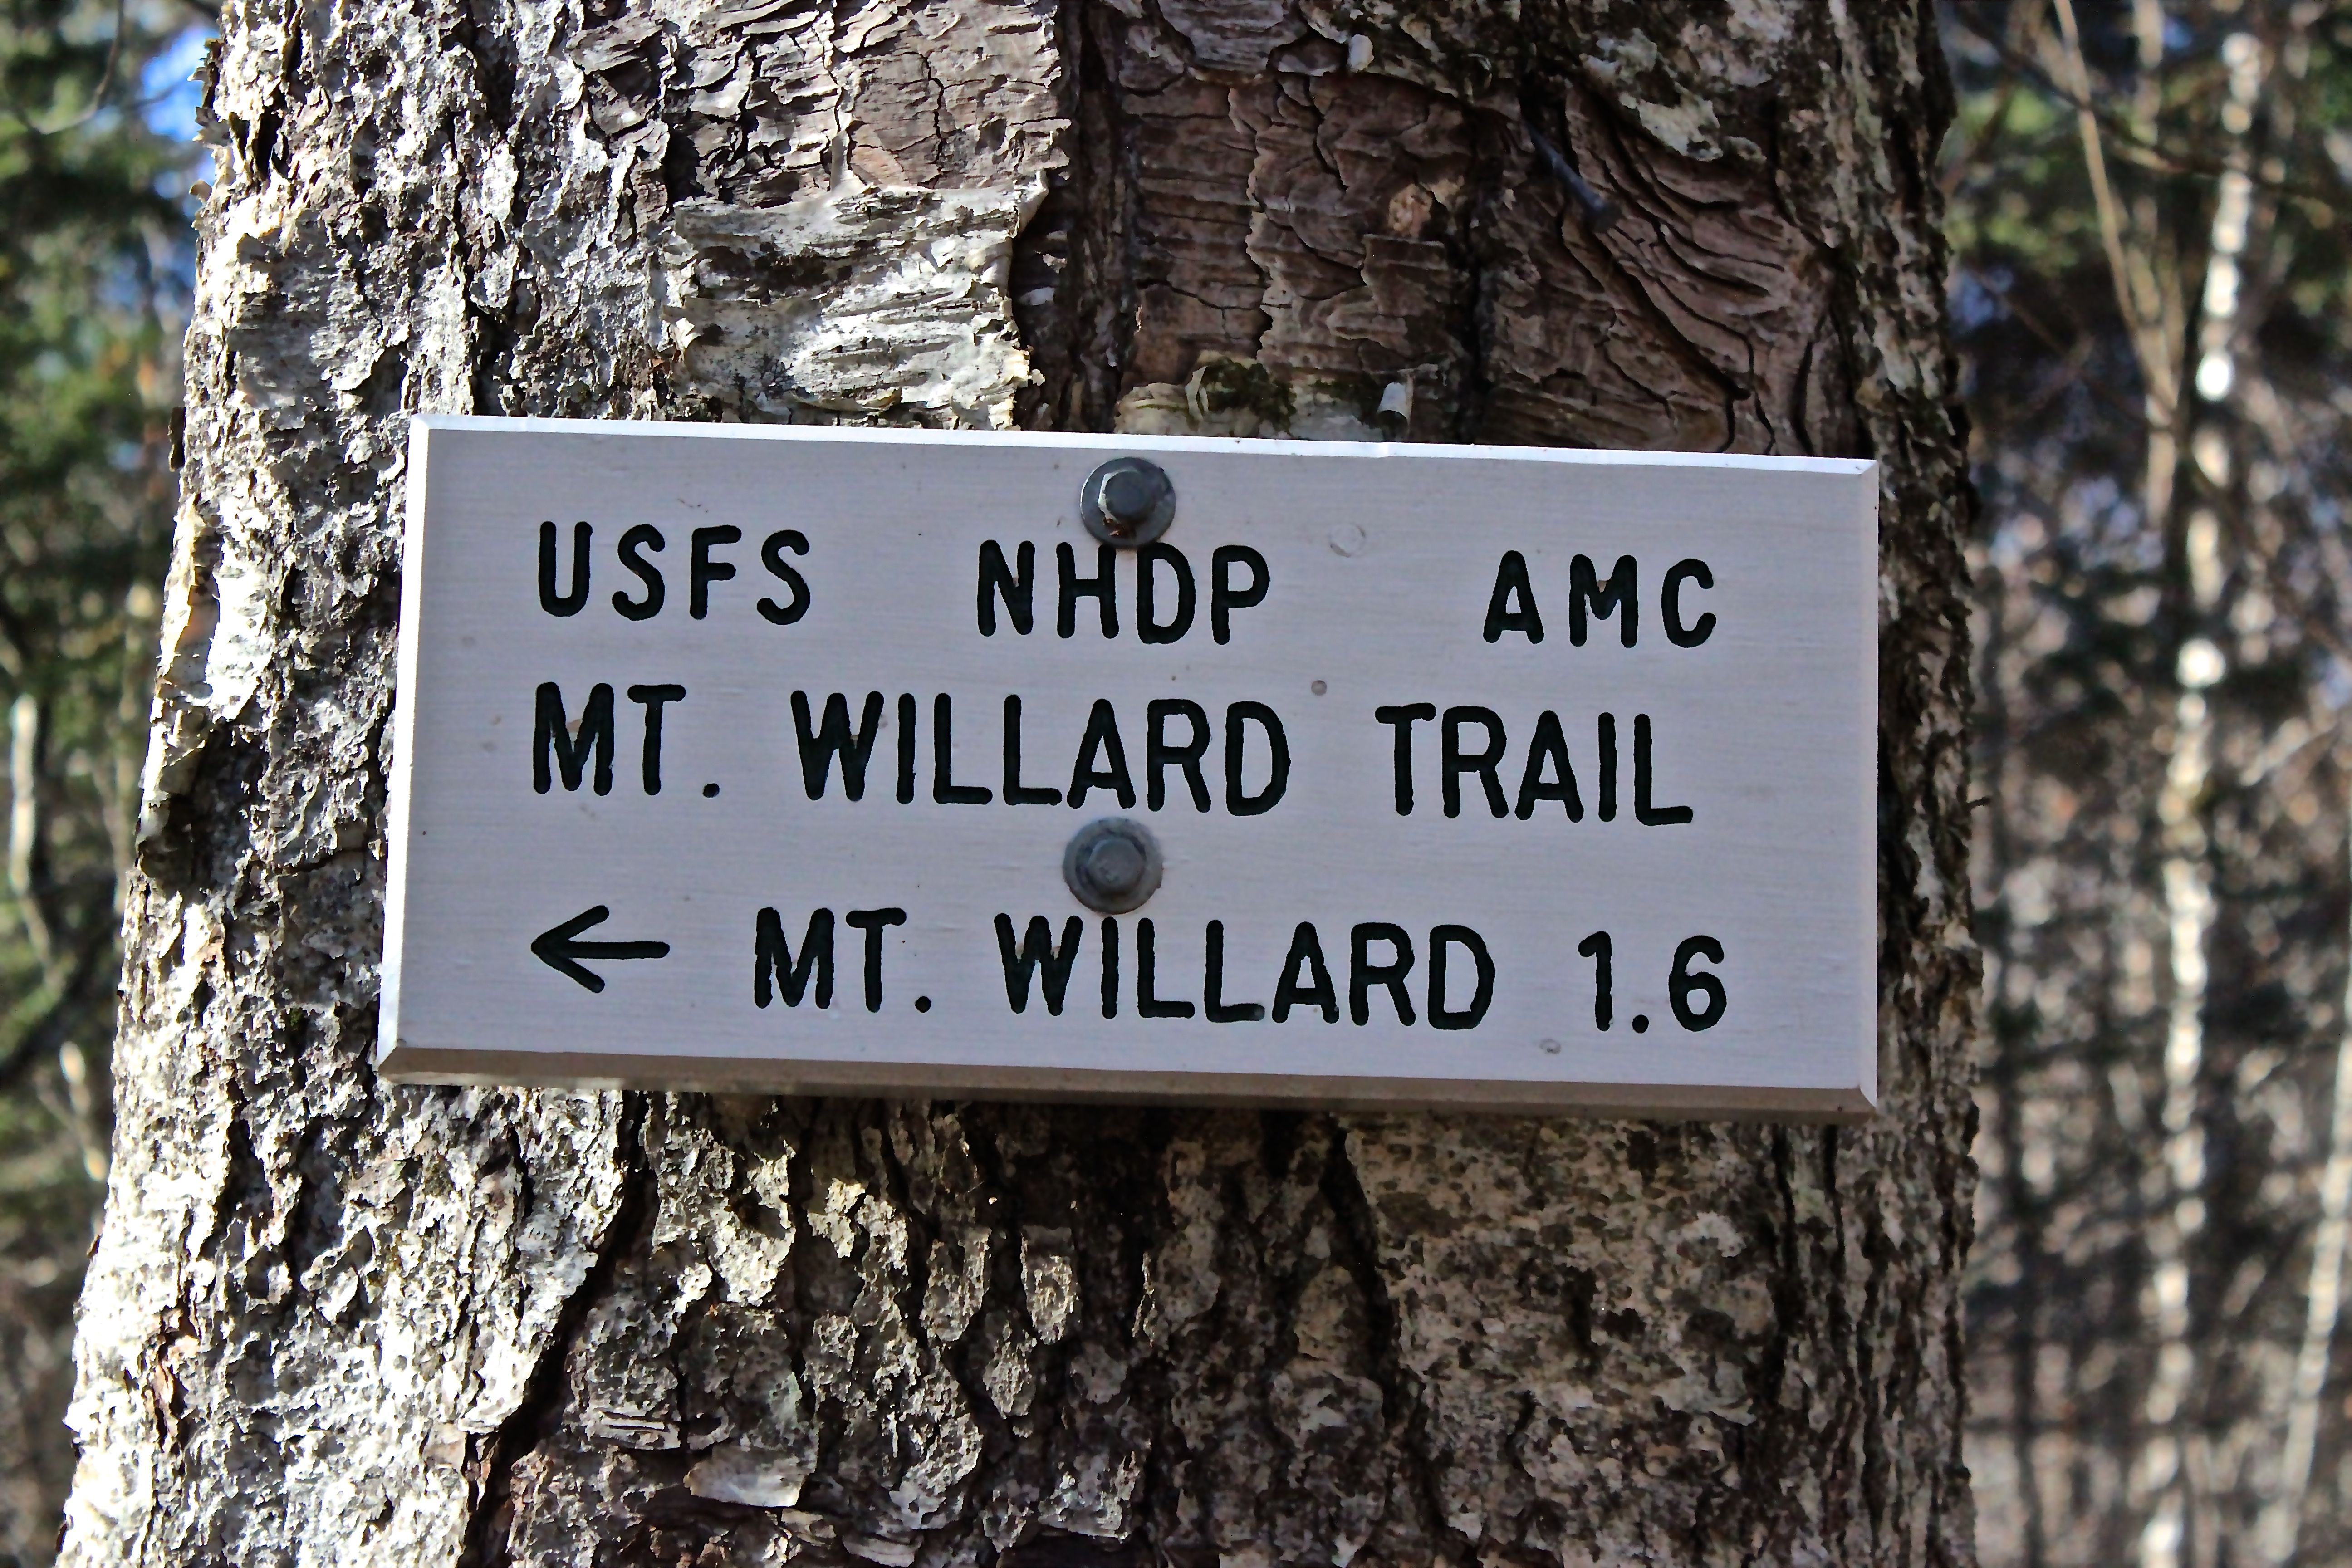 USFS NHDP AMC
MT. WILLARD TRAIL
← MT. WILLARD 1.6